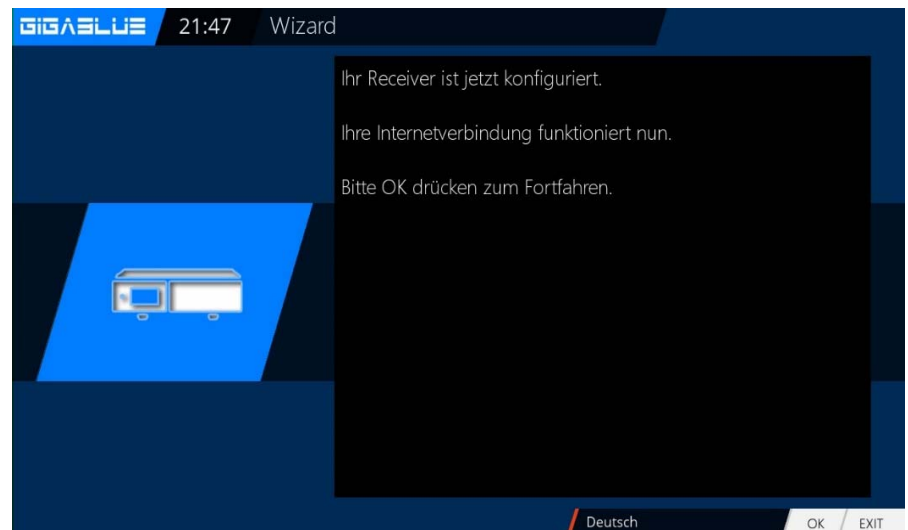 GIGABLUE 21:47 Wizard
Ihr Receiver ist jetzt konfiguriert.
Ihre Internetverbindung funktioniert nun.
Bitte OK drücken zum Fortfahren.
Deutsch OK EXIT